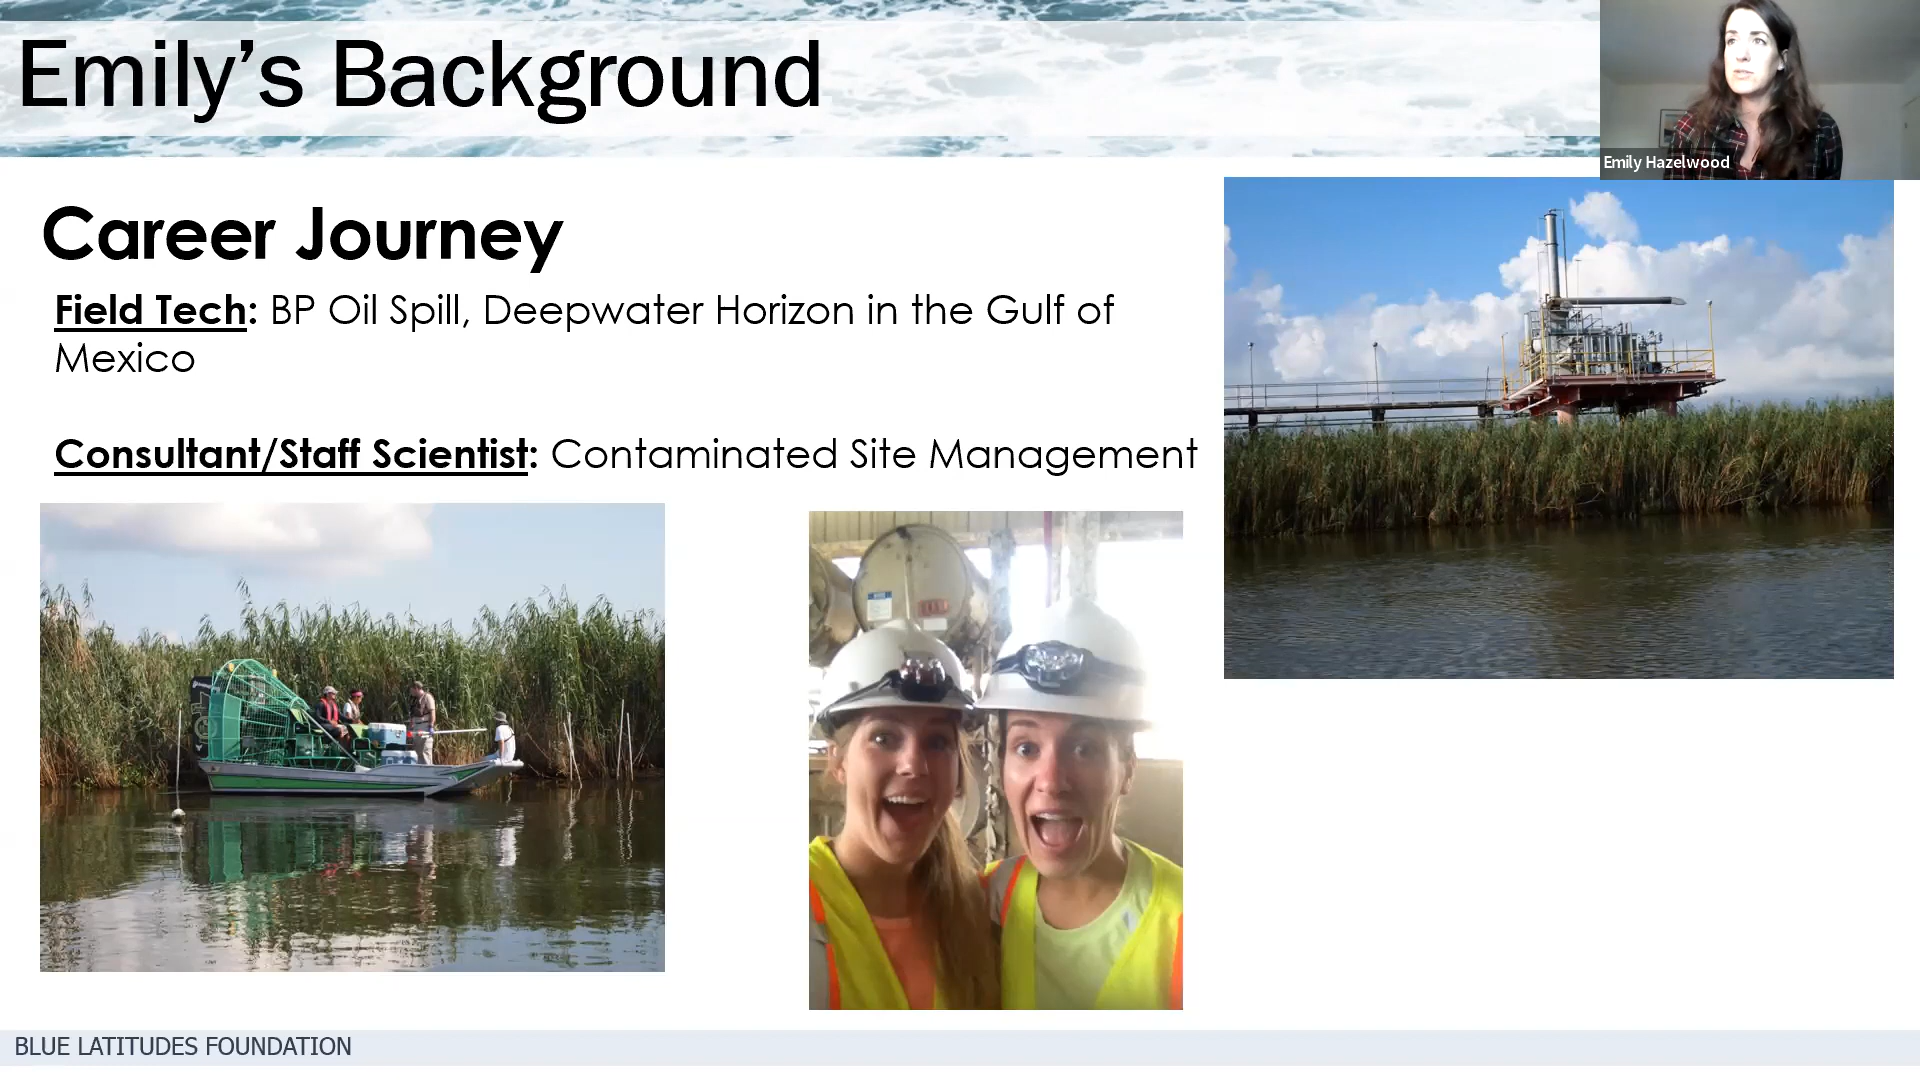 Emily’s Background
Emily Hazelwood
Career Journey
Field Tech: BP Oil Spill, Deepwater Horizon in the Gulf of
Mexico
Consultant/Staff Scientist: Contaminated Site Management
BLUE LATITUDES FOUNDATION